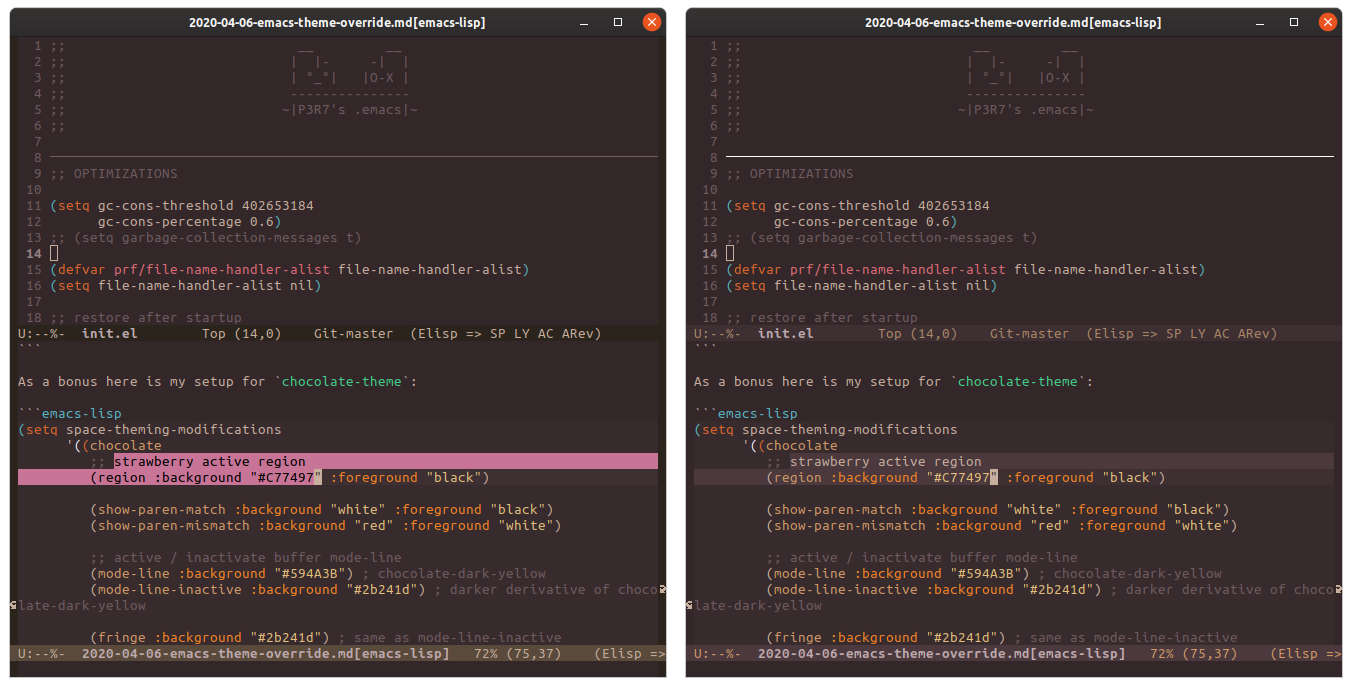 2020-04-06-emacs-theme-override.md[emacs-lisp]
1 ;;                             __         __
2 ;;                            |  |-     -|  |
3 ;;                            | °_°|   |O-X |
4 ;;                            ---------------
5 ;;                           ~|P3R7's .emacs|~
6 ;;
7
8
9 ;; OPTIMIZATIONS
10
11 (setq gc-cons-threshold 402653184
12       gc-cons-percentage 0.6)
13 ;; (setq garbage-collection-messages t)
14
15 (defvar prf/file-name-handler-alist file-name-handler-alist)
16 (setq file-name-handler-alist nil)
17
18 ;; restore after startup
U:--%-  init.el        Top (14,0)    Git-master  (Elisp => SP LY AC ARev)
```
As a bonus here is my setup for `chocolate-theme`:
```emacs-lisp
(setq space-theming-modifications
      '((chocolate
         ;; strawberry active region
         (region :background "#C77497" :foreground "black")
         (show-paren-match :background "white" :foreground "black")
         (show-paren-mismatch :background "red" :foreground "white")
         ;; active / inactivate buffer mode-line
         (mode-line :background "#594A3B") ; chocolate-dark-yellow
         (mode-line-inactive :background "#2b241d") ; darker derivative of choco
late-dark-yellow
         (fringe :background "#2b241d") ; same as mode-line-inactive
U:--%-  2020-04-06-emacs-theme-override.md[emacs-lisp]   72% (75,37)    (Elisp =>
2020-04-06-emacs-theme-override.md[emacs-lisp]
1 ;;                             __         __
2 ;;                            |  |-     -|  |
3 ;;                            | °_°|   |O-X |
4 ;;                            ---------------
5 ;;                           ~|P3R7's .emacs|~
6 ;;
7
8
9 ;; OPTIMIZATIONS
10
11 (setq gc-cons-threshold 402653184
12       gc-cons-percentage 0.6)
13 ;; (setq garbage-collection-messages t)
14
15 (defvar prf/file-name-handler-alist file-name-handler-alist)
16 (setq file-name-handler-alist nil)
17
18 ;; restore after startup
U:--%-  init.el        Top (14,0)    Git-master  (Elisp => SP LY AC ARev)
```
As a bonus here is my setup for `chocolate-theme`:
```emacs-lisp
(setq space-theming-modifications
      '((chocolate
         ;; strawberry active region
         (region :background "#C77497" :foreground "black")
         (show-paren-match :background "white" :foreground "black")
         (show-paren-mismatch :background "red" :foreground "white")
         ;; active / inactivate buffer mode-line
         (mode-line :background "#594A3B") ; chocolate-dark-yellow
         (mode-line-inactive :background "#2b241d") ; darker derivative of choco
late-dark-yellow
         (fringe :background "#2b241d") ; same as mode-line-inactive
U:--%-  2020-04-06-emacs-theme-override.md[emacs-lisp]   72% (75,37)    (Elisp =>